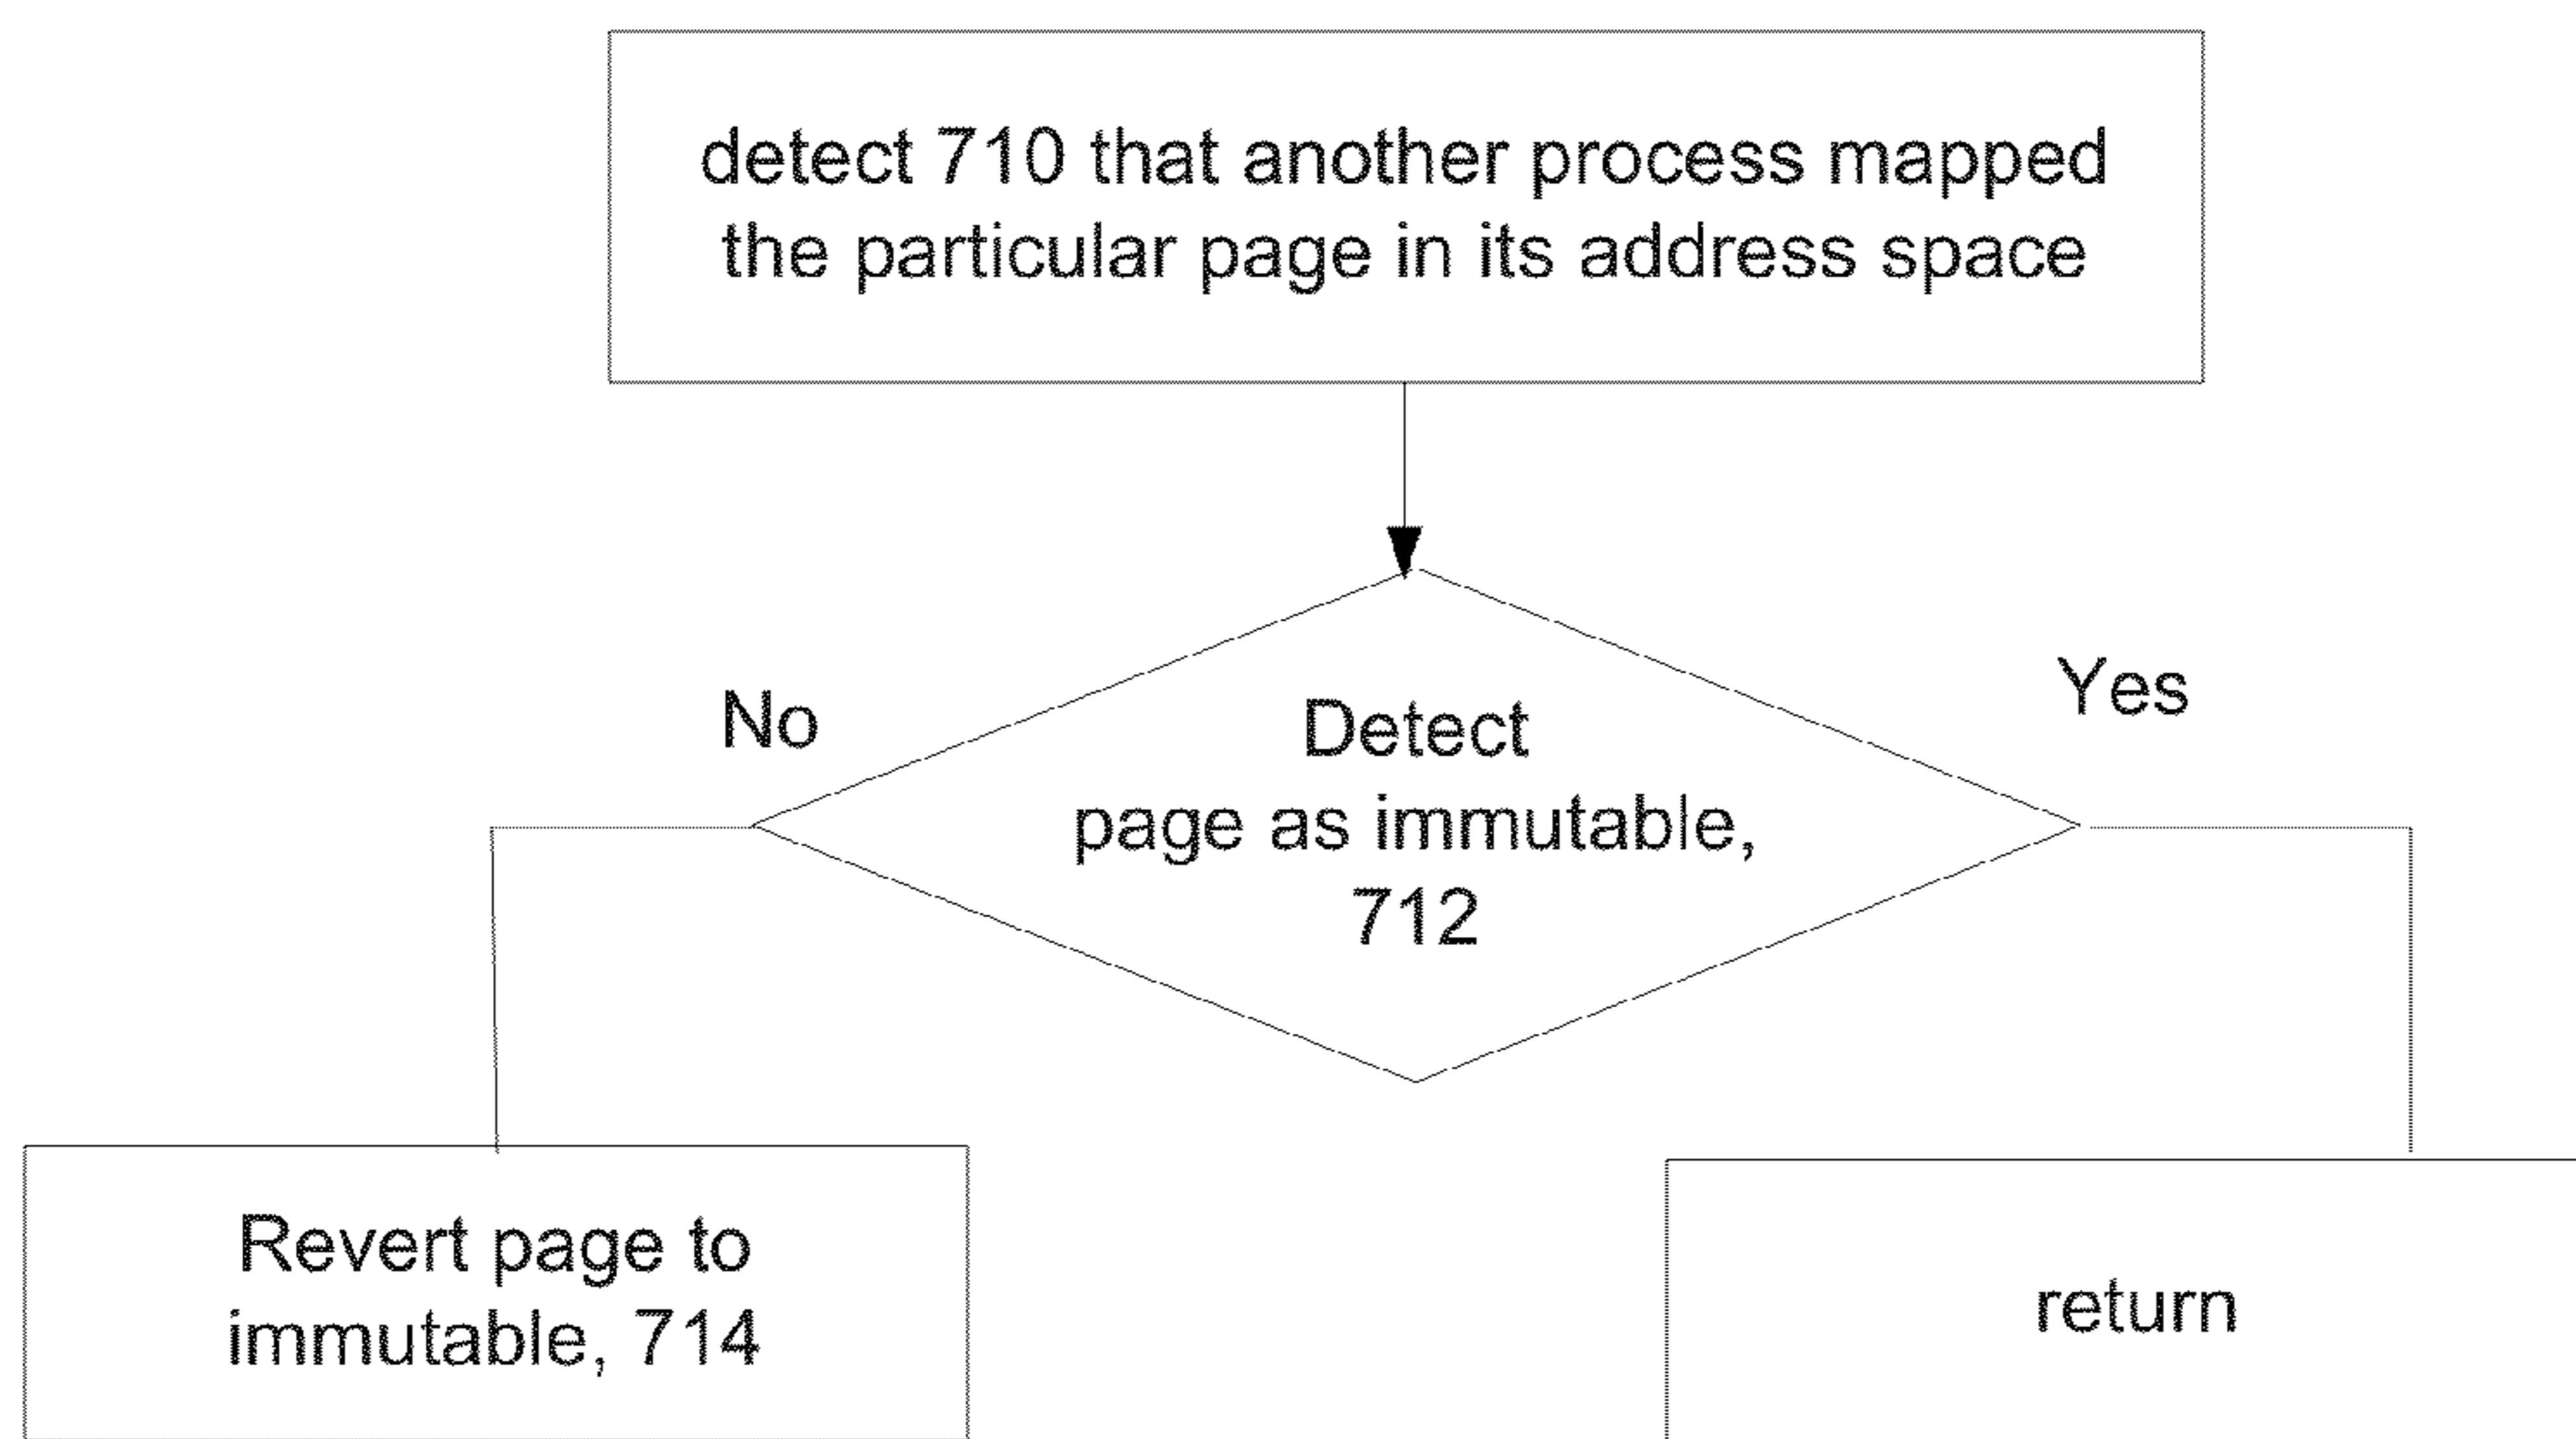 detect 710 that another process mapped
the particular page in its address space
No
Yes
Detect
page as immutable,
712
Revert page to
immutable, 714
return